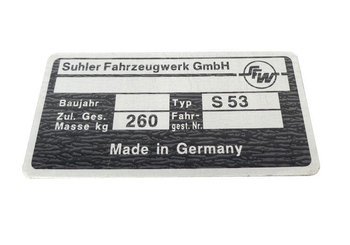 Suhler Fahrzeugwerk GmbH
SFW
Baujahr Typ S 53
Zul. Ges. Masse kg 260 Fahr-gest. Nr.
Made in Germany